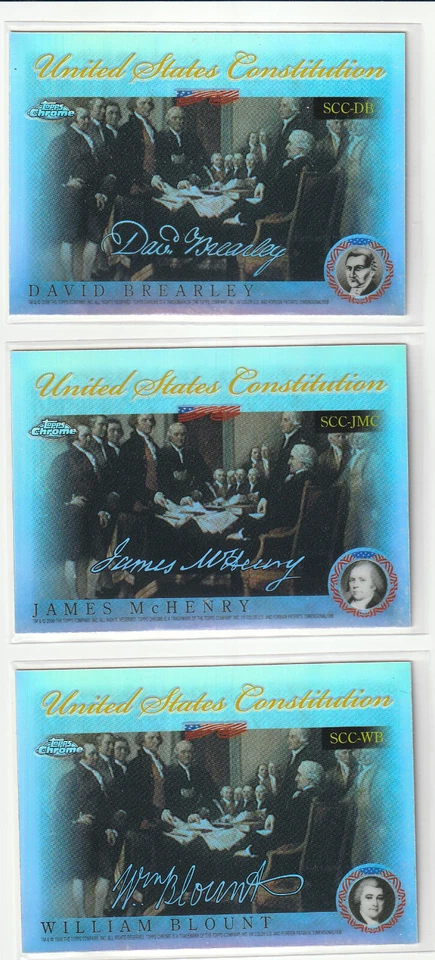 United States Constitution
Topps
Chrome
SCC-DB
David Brearley
DAVID BREARLEY
United States Constitution
Topps
Chrome
SCC-JMC
James McHenry
JAMES McHENRY
United States Constitution
Topps
Chrome
SCC-WB
Wm Blount
WILLIAM BLOUNT